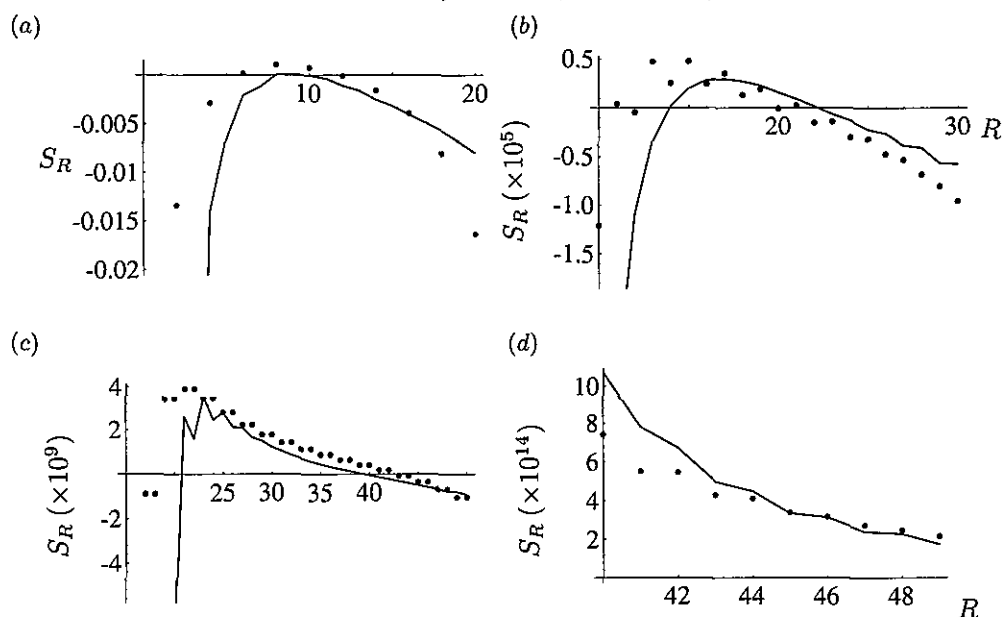 (a)
S_R
-0.005
-0.01
-0.015
-0.02
10
20
(b)
S_R (×10^5)
0.5
-0.5
-1.0
-1.5
20
30
R
(c)
S_R (×10^9)
4
2
-2
-4
25
30
35
40
(d)
S_R (×10^14)
10
8
6
4
2
42
44
46
48
R